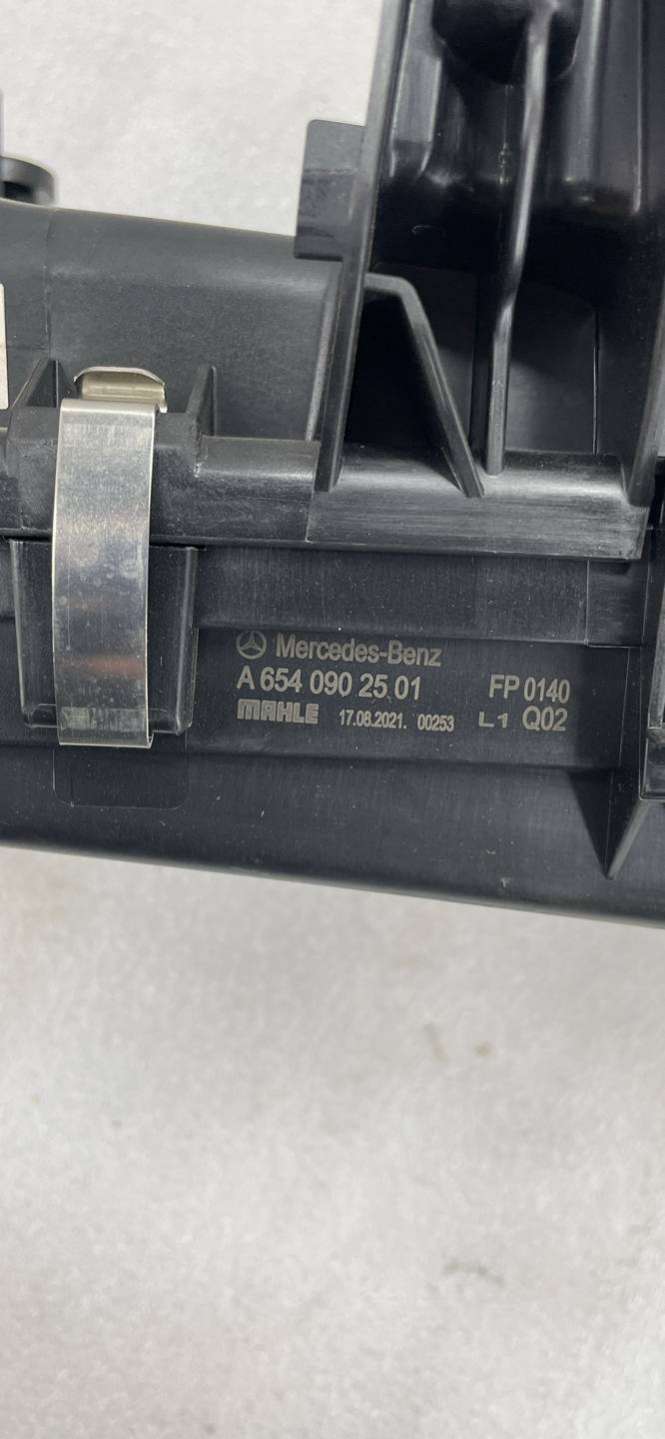 Mercedes-Benz
A 654 090 25 01 FP 0140
MAHLE 17.08.2021. 00253 L1 Q02